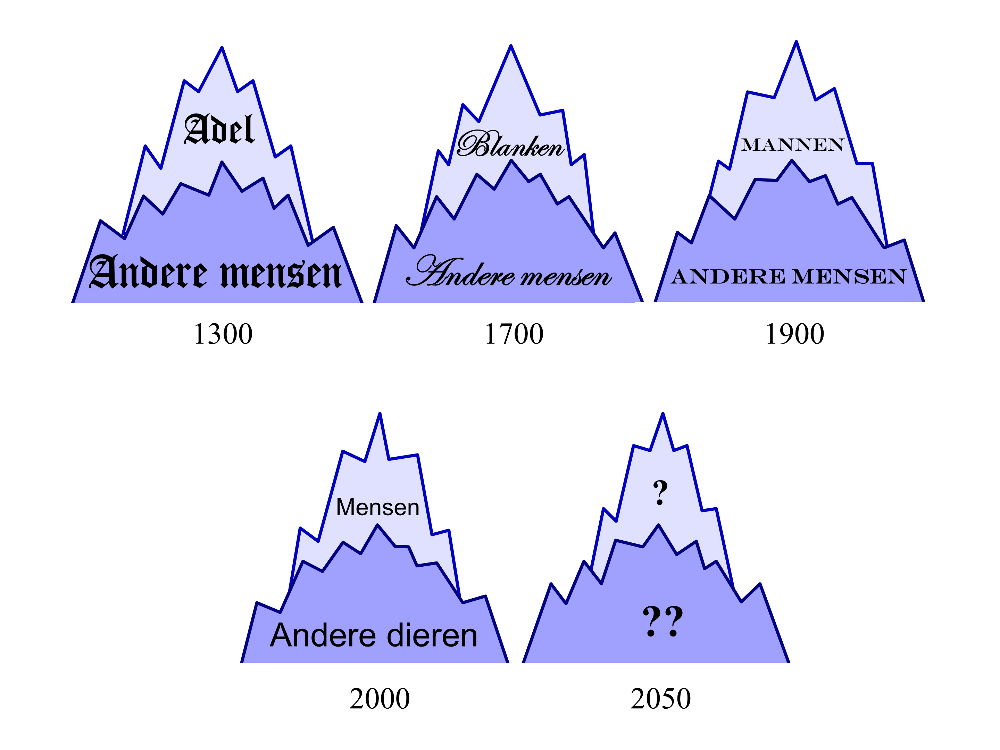 Adel
Andere mensen
1300
Blanken
Andere mensen
1700
MANNEN
ANDERE MENSEN
1900
Mensen
Andere dieren
2000
?
??
2050